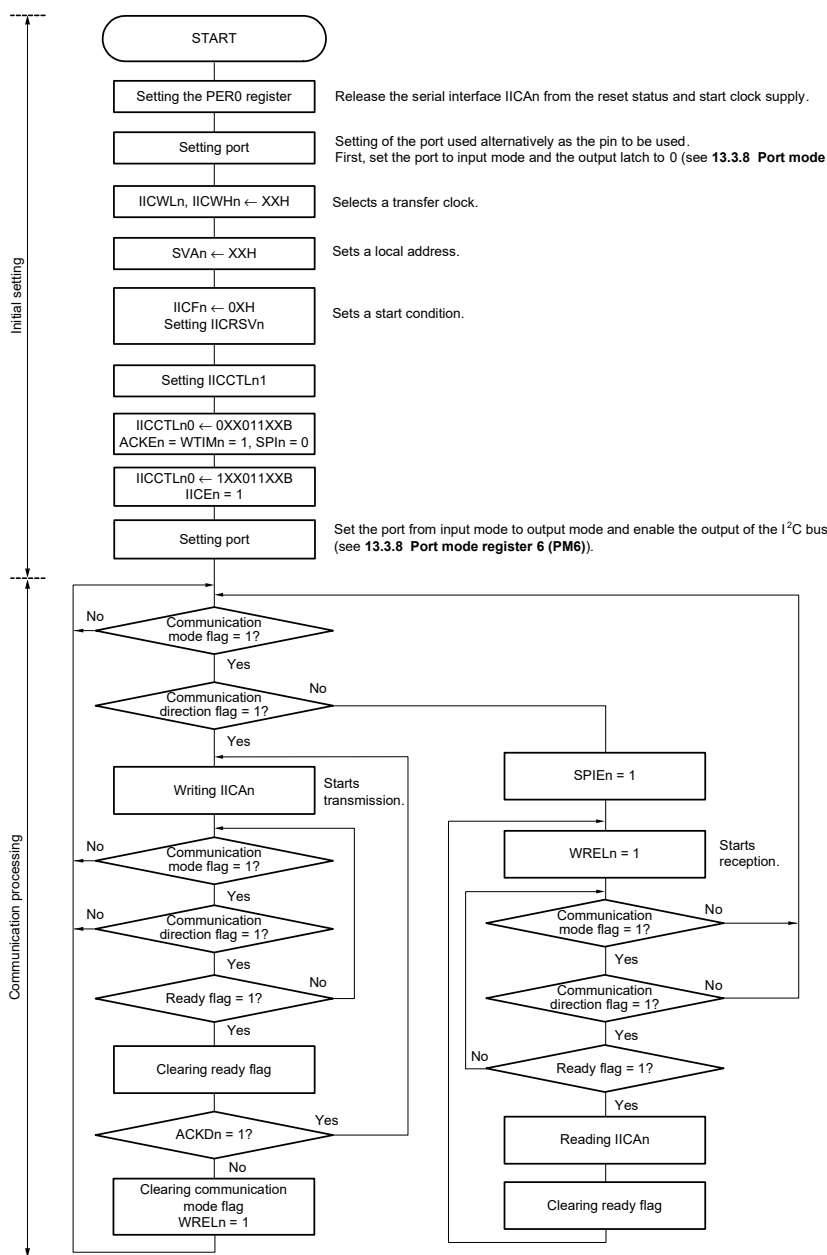 START
Setting the PER0 register
Release the serial interface IICAn from the reset status and start clock supply.
Setting port
Setting of the port used alternatively as the pin to be used.
First, set the port to input mode and the output latch to 0 (see 13.3.8 Port mode
IICWLn, IICWHn ← XXH
Selects a transfer clock.
SVAn ← XXH
Sets a local address.
IICFn ← 0XH
Setting IICRSVn
Sets a start condition.
Setting IICCTLn1
IICCTLn0 ← 0XX011XXB
ACKEn = WTIMn = 1, SPIn = 0
IICCTLn0 ← 1XX011XXB
IICEn = 1
Setting port
Set the port from input mode to output mode and enable the output of the I2C bus
(see 13.3.8 Port mode register 6 (PM6)).
Initial setting
Communication processing
No
Communication
mode flag = 1?
Yes
Communication
direction flag = 1?
No
Yes
Writing IICAn
Starts
transmission.
No
Communication
mode flag = 1?
Yes
No
Communication
direction flag = 1?
Yes
Ready flag = 1?
No
Yes
Clearing ready flag
ACKDn = 1?
Yes
No
Clearing communication
mode flag
WRELn = 1
SPIEn = 1
WRELn = 1
Starts
reception.
Communication
mode flag = 1?
No
Yes
Communication
direction flag = 1?
No
Yes
No
Ready flag = 1?
Yes
Reading IICAn
Clearing ready flag